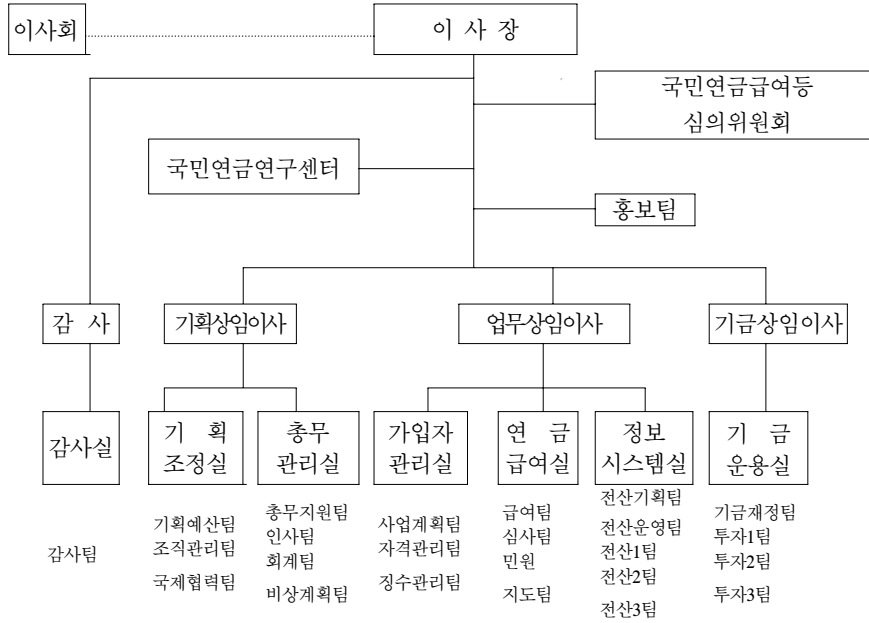 이사회
이 사 장
국민연금급여등
심의위원회
국민연금연구센터
홍보팀
감 사
기획상임이사
업무상임이사
기금상임이사
감사실
기 획
조정실
총무
관리실
가입자
관리실
연 금
급여실
정보
시스템실
기 금
운용실
감사팀
기획예산팀
조직관리팀
국제협력팀
총무지원팀
인사팀
회계팀
비상계획팀
사업계획팀
자격관리팀
징수관리팀
급여팀
심사팀
민원
지도팀
전산기획팀
전산운영팀
전산1팀
전산2팀
전산3팀
기금재정팀
투자1팀
투자2팀
투자3팀